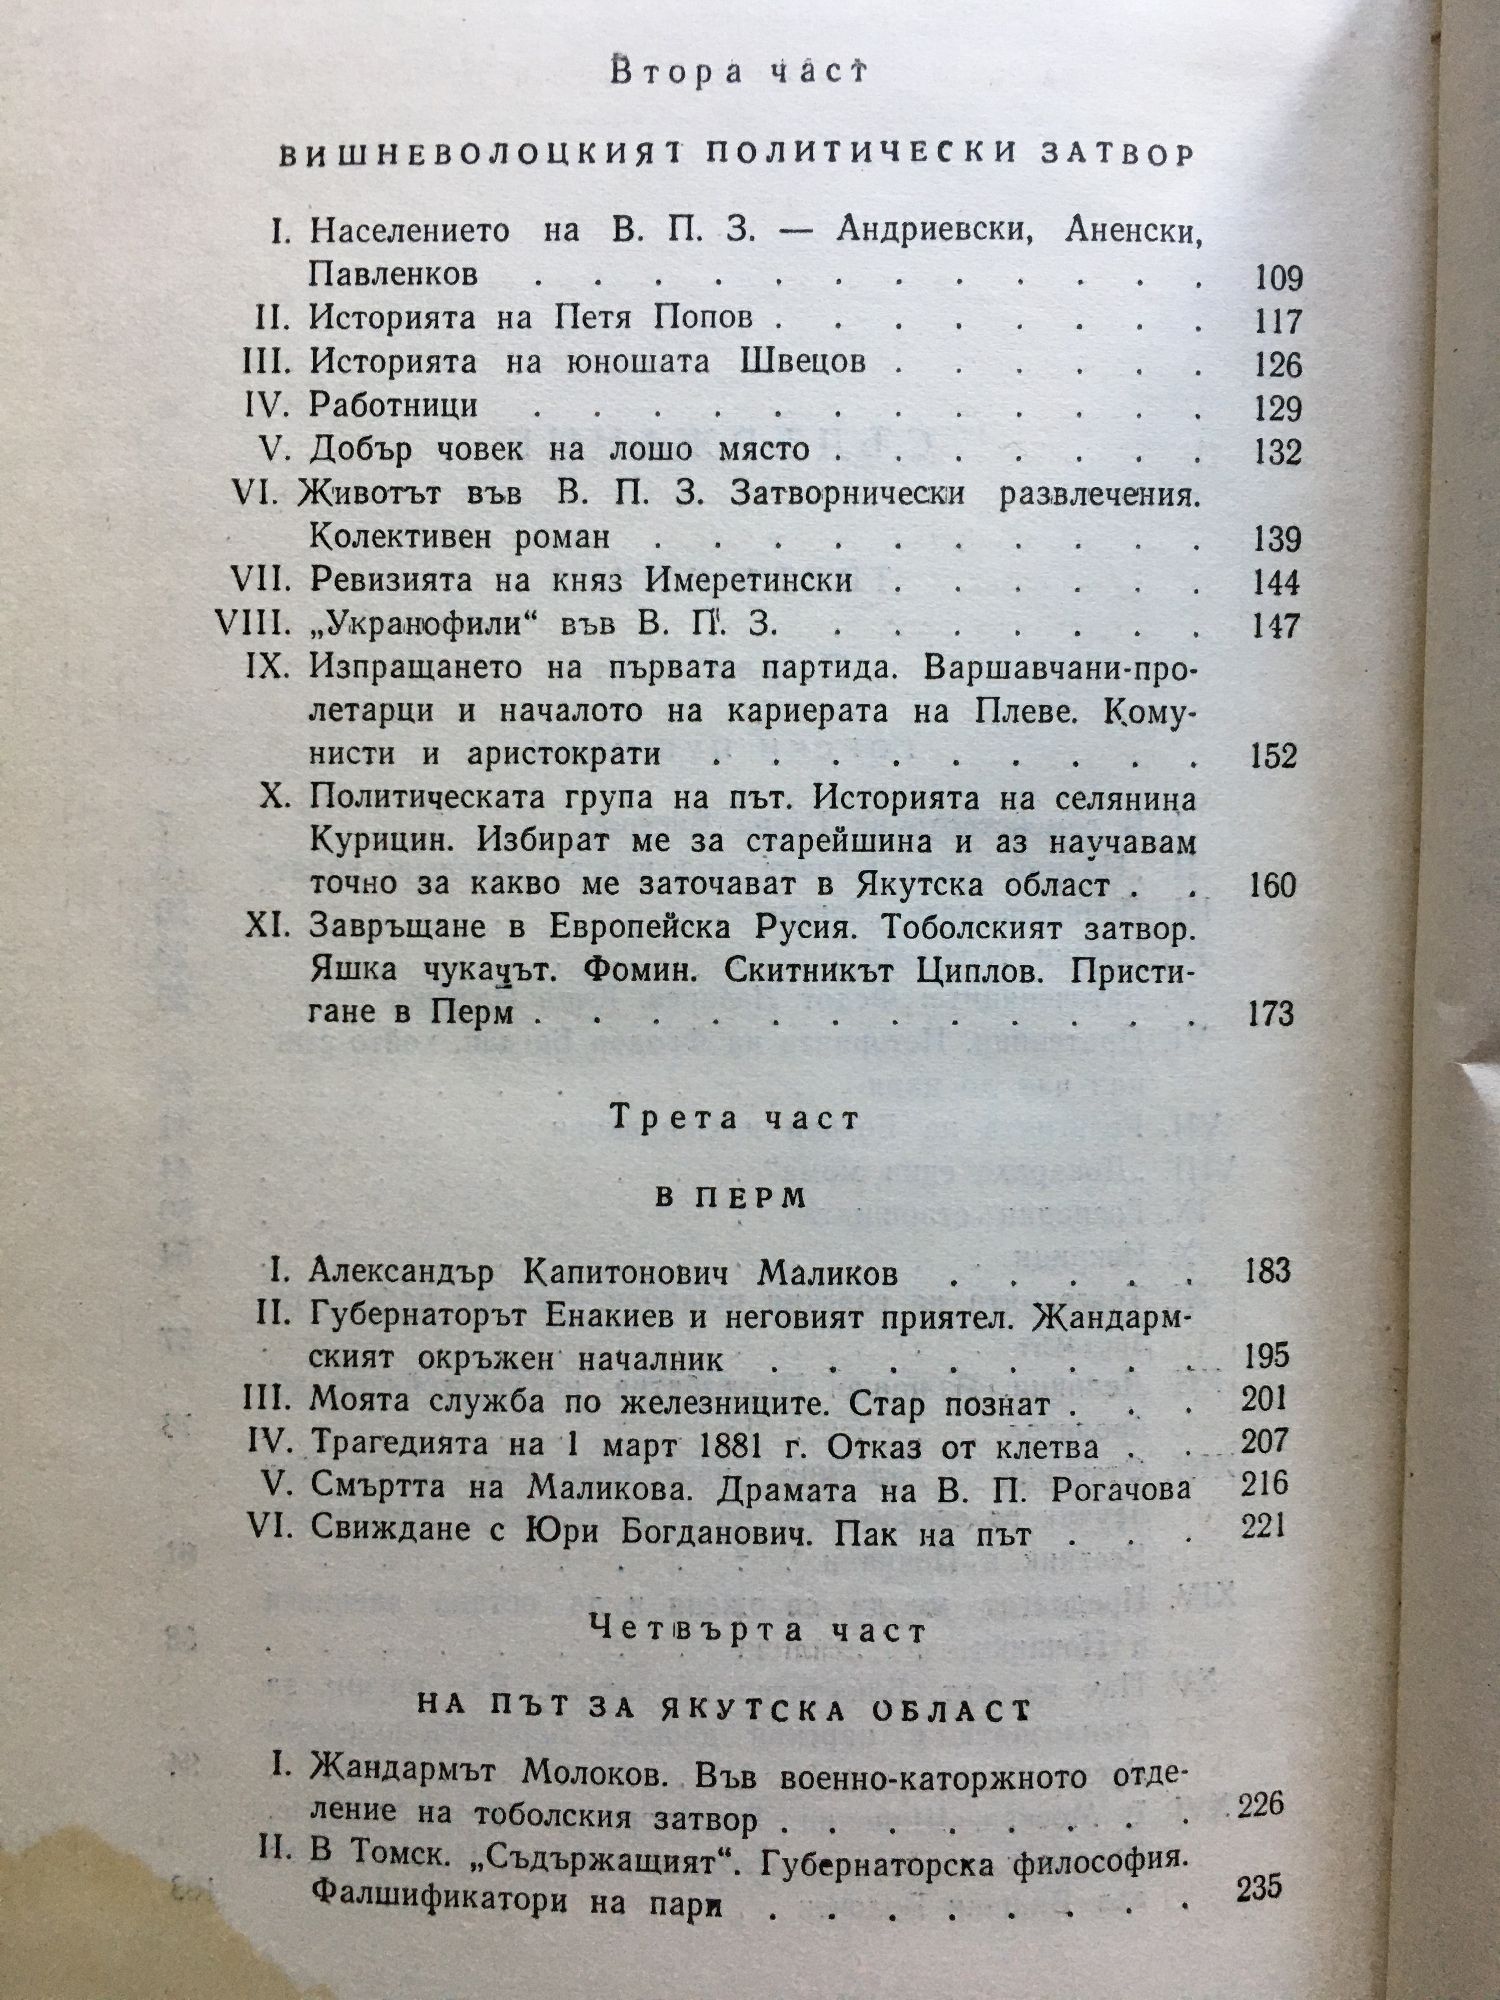 Втора част
ВИШНЕВОЛОЦКИЯТ ПОЛИТИЧЕСКИ ЗАТВОР
I. Населението на В. П. З. — Андриевски, Аненски,
Павленков . . . . . . . . . . . . 109
II. Историята на Петя Попов . . . . . . . . 117
III. Историята на юношата Швецов . . . . . . 126
IV. Работници . . . . . . . . . . . . 129
V. Добър човек на лошо място . . . . . . . 132
VI. Животът във В. П. З. Затворнически развлечения.
Колективен роман . . . . . . . . . . 139
VII. Ревизията на княз Имеретински . . . . . . 144
VIII. „Укранофили“ във В. П. З. . . . . . . . 147
IX. Изпращането на първата партида. Варшавчани-про-
летарци и началото на кариерата на Плеве. Кому-
нисти и аристократи . . . . . . . . . 152
X. Политическата група на път. Историята на селянина
Курицин. Избират ме за старейшина и аз научавам
точно за какво ме заточават в Якутска област . . 160
XI. Завръщане в Европейска Русия. Тоболският затвор.
Яшка чукачът. Фомин. Скитникът Циплов. Присти-
гане в Перм . . . . . . . . . . . . 173
Трета част
В ПЕРМ
I. Александър Капитонович Маликов . . . . . 183
II. Губернаторът Енакиев и неговият приятел. Жандарм-
ският окръжен началник . . . . . . . . 195
III. Моята служба по железниците. Стар познат . . . 201
IV. Трагедията на 1 март 1881 г. Отказ от клетва . . 207
V. Смъртта на Маликова. Драмата на В. П. Рогачова 216
VI. Свиждане с Юри Богданович. Пак на път . . . 221
Четвърта част
НА ПЪТ ЗА ЯКУТСКА ОБЛАСТ
I. Жандармът Молоков. Във военно-каторжното отде-
ление на тоболския затвор . . . . . . . . 226
II. В Томск. „Съдържащият“. Губернаторска философия.
Фалшификатори на пари . . . . . . . . 235